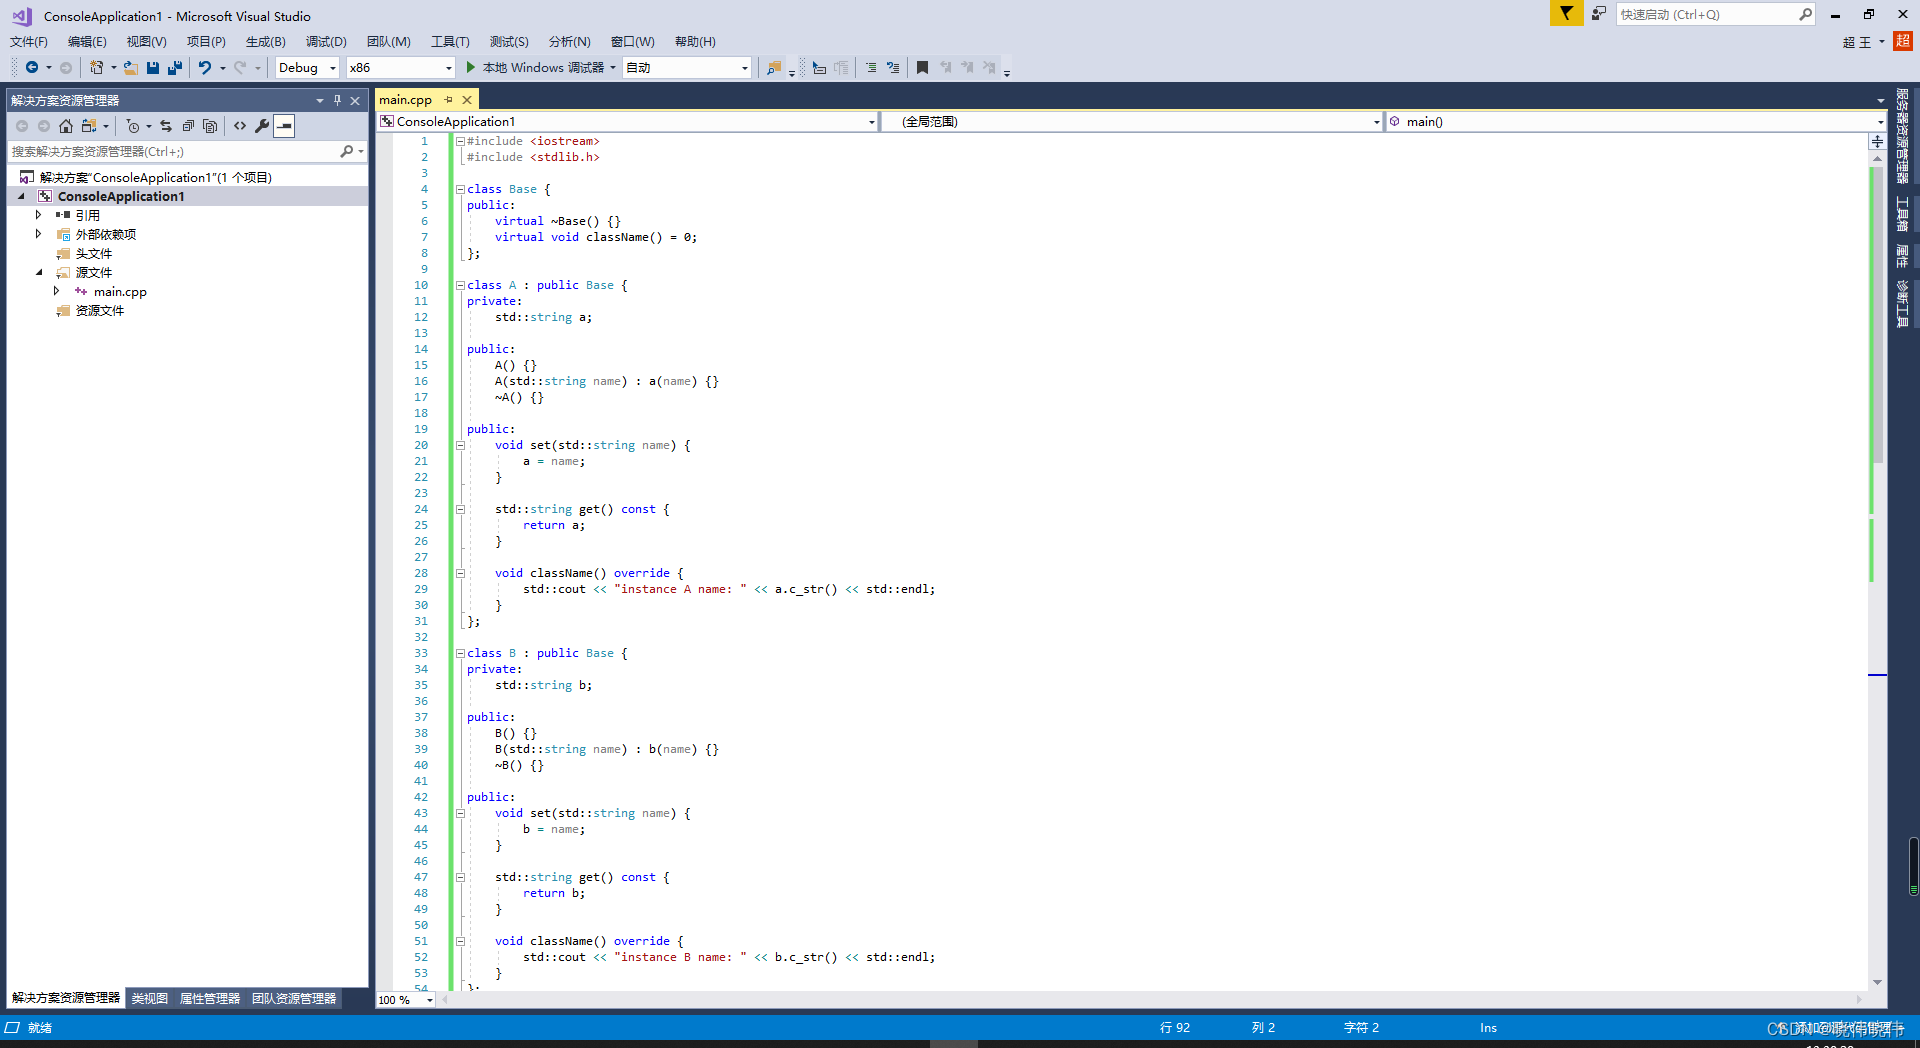 ConsoleApplication1 - Microsoft Visual Studio
快速启动 (Ctrl+Q)
文件(F) 编辑(E) 视图(V) 项目(P) 生成(B) 调试(D) 团队(M) 工具(T) 测试(S) 分析(N) 窗口(W) 帮助(H)
超 王 超
Debug x86 本地 Windows 调试器 自动
解决方案资源管理器
搜索解决方案资源管理器(Ctrl+;)
解决方案"ConsoleApplication1"(1 个项目)
ConsoleApplication1
引用
外部依赖项
头文件
源文件
main.cpp
资源文件
解决方案资源管理器 类视图 属性管理器 团队资源管理器
main.cpp
ConsoleApplication1 (全局范围) main()
1 #include <iostream>
2 #include <stdlib.h>
3
4 class Base {
5 public:
6 virtual ~Base() {}
7 virtual void className() = 0;
8 };
9
10 class A : public Base {
11 private:
12 std::string a;
13
14 public:
15 A() {}
16 A(std::string name) : a(name) {}
17 ~A() {}
18
19 public:
20 void set(std::string name) {
21 a = name;
22 }
23
24 std::string get() const {
25 return a;
26 }
27
28 void className() override {
29 std::cout << "instance A name: " << a.c_str() << std::endl;
30 }
31 };
32
33 class B : public Base {
34 private:
35 std::string b;
36
37 public:
38 B() {}
39 B(std::string name) : b(name) {}
40 ~B() {}
41
42 public:
43 void set(std::string name) {
44 b = name;
45 }
46
47 std::string get() const {
48 return b;
49 }
50
51 void className() override {
52 std::cout << "instance B name: " << b.c_str() << std::endl;
53 }
54 };
100 %
服务器资源管理器
工具箱
属性
诊断工具
就绪 行 92 列 2 字符 2 Ins